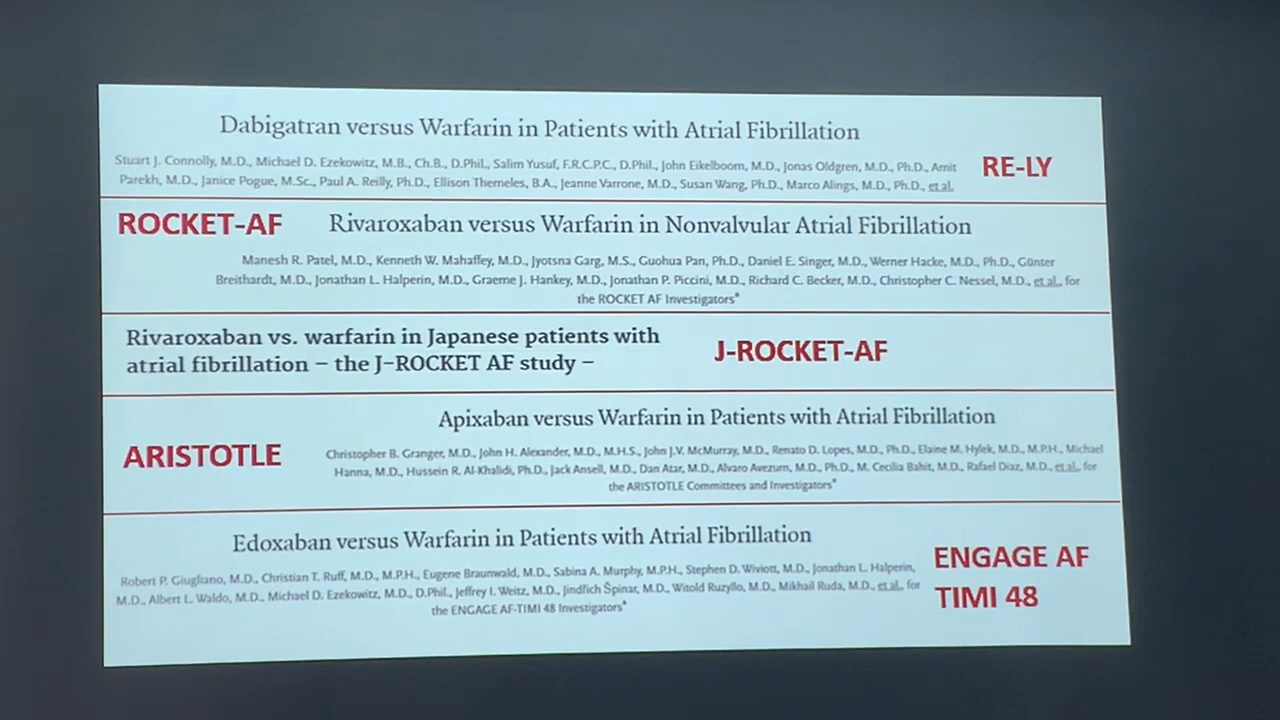 Dabigatran versus Warfarin in Patients with Atrial Fibrillation
Stuart J. Connolly, M.D., Michael D. Ezekowitz, M.B., Ch.B., D.Phil., Salim Yusuf, F.R.C.P.C., D.Phil., John Eikelboom, M.D., Jonas Oldgren, M.D., Ph.D., Amit
Parekh, M.D., Janice Pogue, M.Sc., Paul A. Reilly, Ph.D., Ellison Themeles, B.A., Jeanne Varrone, M.D., Susan Wang, Ph.D., Marco Alings, M.D., Ph.D., et al.
RE-LY
ROCKET-AF
Rivaroxaban versus Warfarin in Nonvalvular Atrial Fibrillation
Manesh R. Patel, M.D., Kenneth W. Mahaffey, M.D., Jyotsna Garg, M.S., Guohua Pan, Ph.D., Daniel E. Singer, M.D., Werner Hacke, M.D., Ph.D., Günter
Breithardt, M.D., Jonathan L. Halperin, M.D., Graeme J. Hankey, M.D., Jonathan P. Piccini, M.D., Richard C. Becker, M.D., Christopher C. Nessel, M.D., et al., for
the ROCKET AF Investigators*
Rivaroxaban vs. warfarin in Japanese patients with
atrial fibrillation – the J-ROCKET AF study –
J-ROCKET-AF
Apixaban versus Warfarin in Patients with Atrial Fibrillation
ARISTOTLE
Christopher B. Granger, M.D., John H. Alexander, M.D., M.H.S., John J.V. McMurray, M.D., Renato D. Lopes, M.D., Ph.D., Elaine M. Hylek, M.D., M.P.H., Michael
Hanna, M.D., Hussein R. Al-Khalidi, Ph.D., Jack Ansell, M.D., Dan Atar, M.D., Alvaro Avezum, M.D., Ph.D., M. Cecilia Bahit, M.D., Rafael Diaz, M.D., et al., for
the ARISTOTLE Committees and Investigators*
Edoxaban versus Warfarin in Patients with Atrial Fibrillation
Robert P. Giugliano, M.D., Christian T. Ruff, M.D., M.P.H., Eugene Braunwald, M.D., Sabina A. Murphy, M.P.H., Stephen D. Wiviott, M.D., Jonathan L. Halperin,
M.D., Albert L. Waldo, M.D., Michael D. Ezekowitz, M.D., D.Phil., Jeffrey I. Weitz, M.D., Jindřich Špinar, M.D., Witold Ruzyllo, M.D., Mikhail Ruda, M.D., et al., for
the ENGAGE AF-TIMI 48 Investigators*
ENGAGE AF
TIMI 48